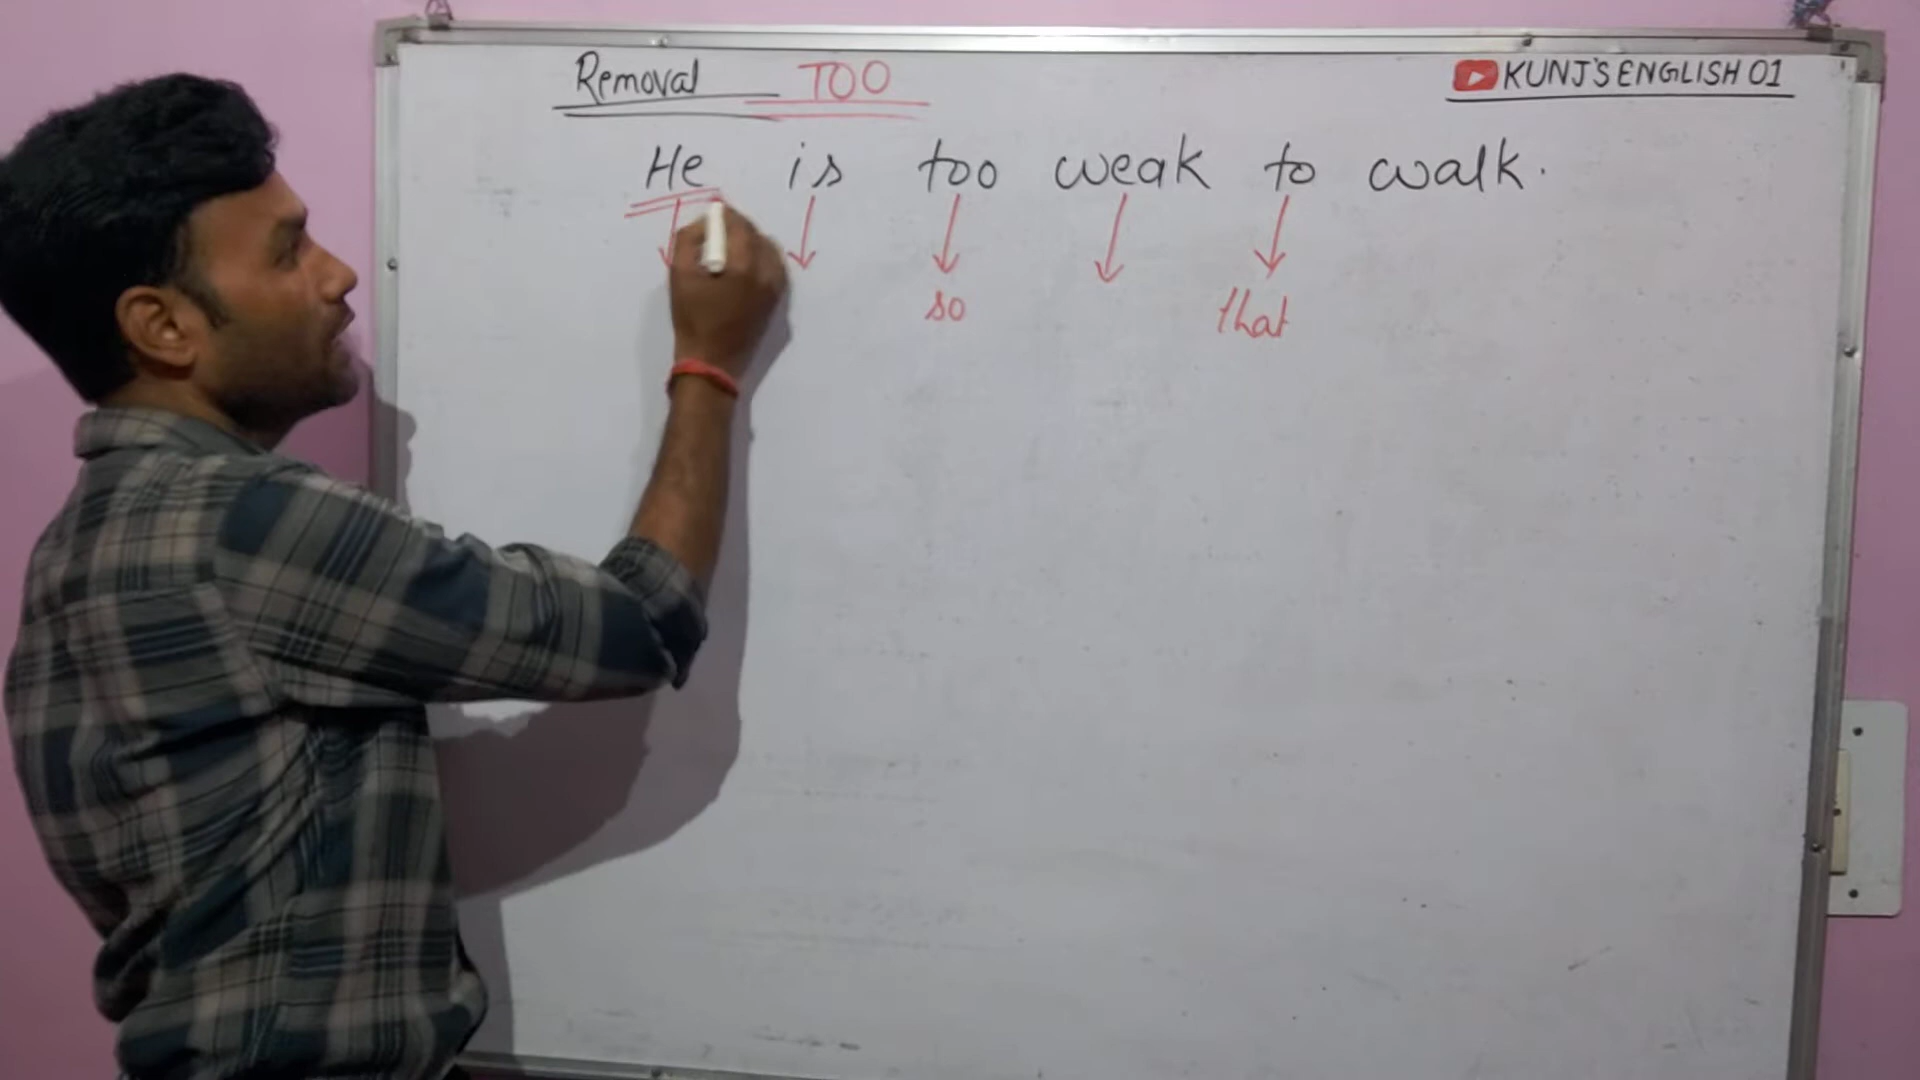 Removal TOO
KUNJ'S ENGLISH 01
He is too weak to walk.
so that